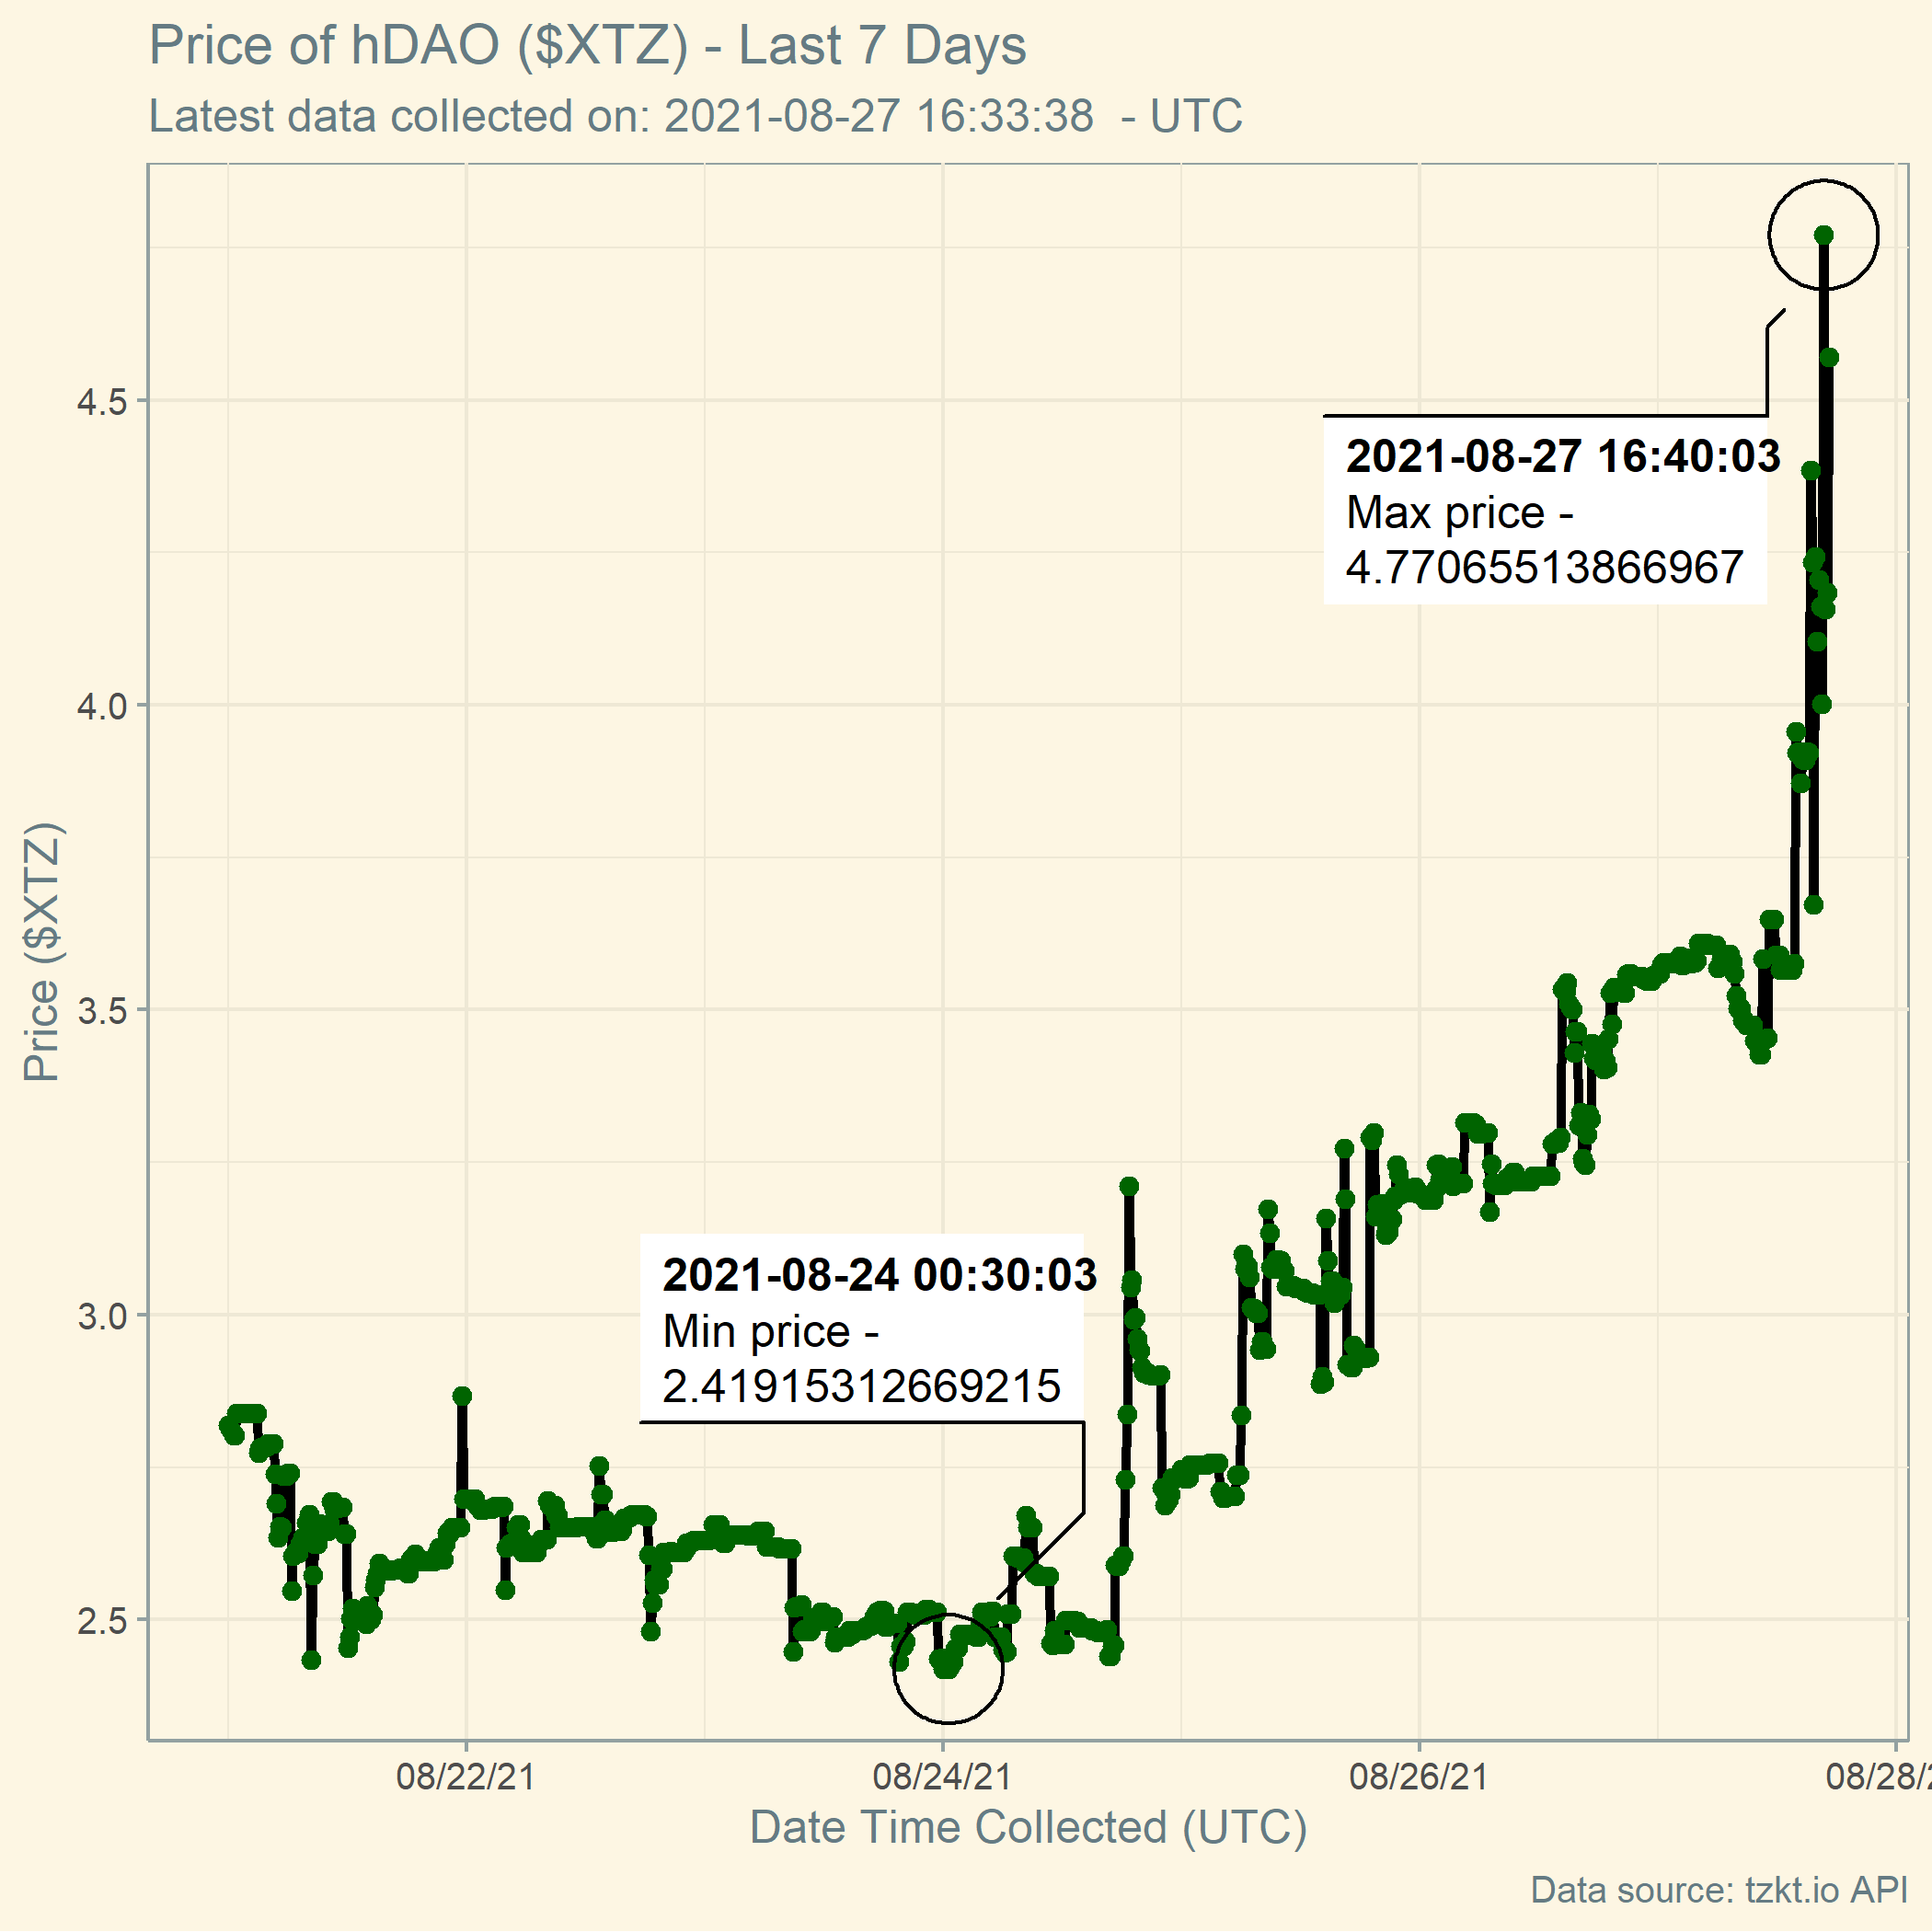 Price of hDAO ($XTZ) - Last 7 Days
Latest data collected on: 2021-08-27 16:33:38  - UTC
2021-08-27 16:40:03
Max price -
4.77065513866967
2021-08-24 00:30:03
Min price -
2.41915312669215
Price ($XTZ)
4.5
4.0
3.5
3.0
2.5
08/22/21
08/24/21
08/26/21
08/28/2
Date Time Collected (UTC)
Data source: tzkt.io API